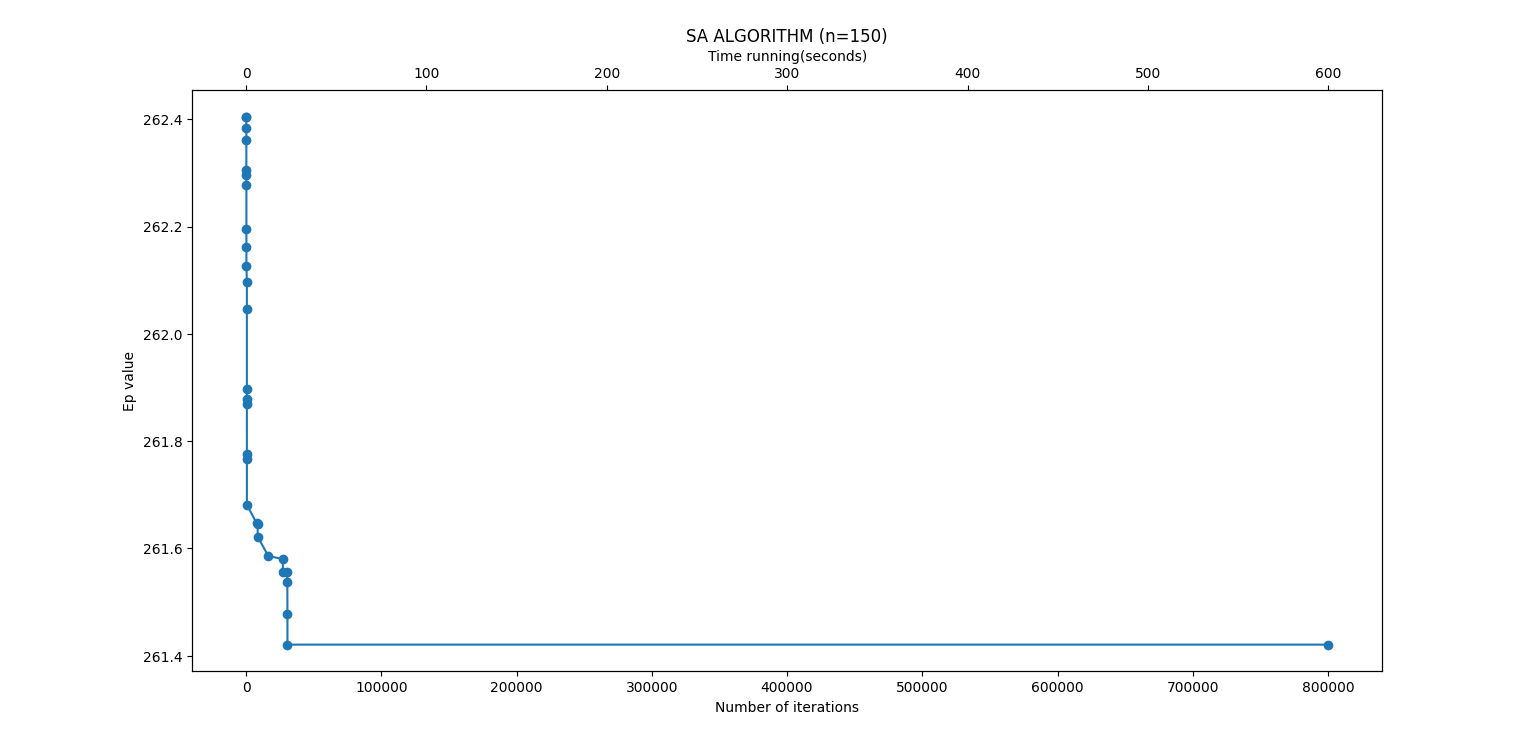 SA ALGORITHM (n=150)
Time running(seconds)
0 100 200 300 400 500 600
262.4
262.2
262.0
261.8
261.6
261.4
Ep value
0 100000 200000 300000 400000 500000 600000 700000 800000
Number of iterations